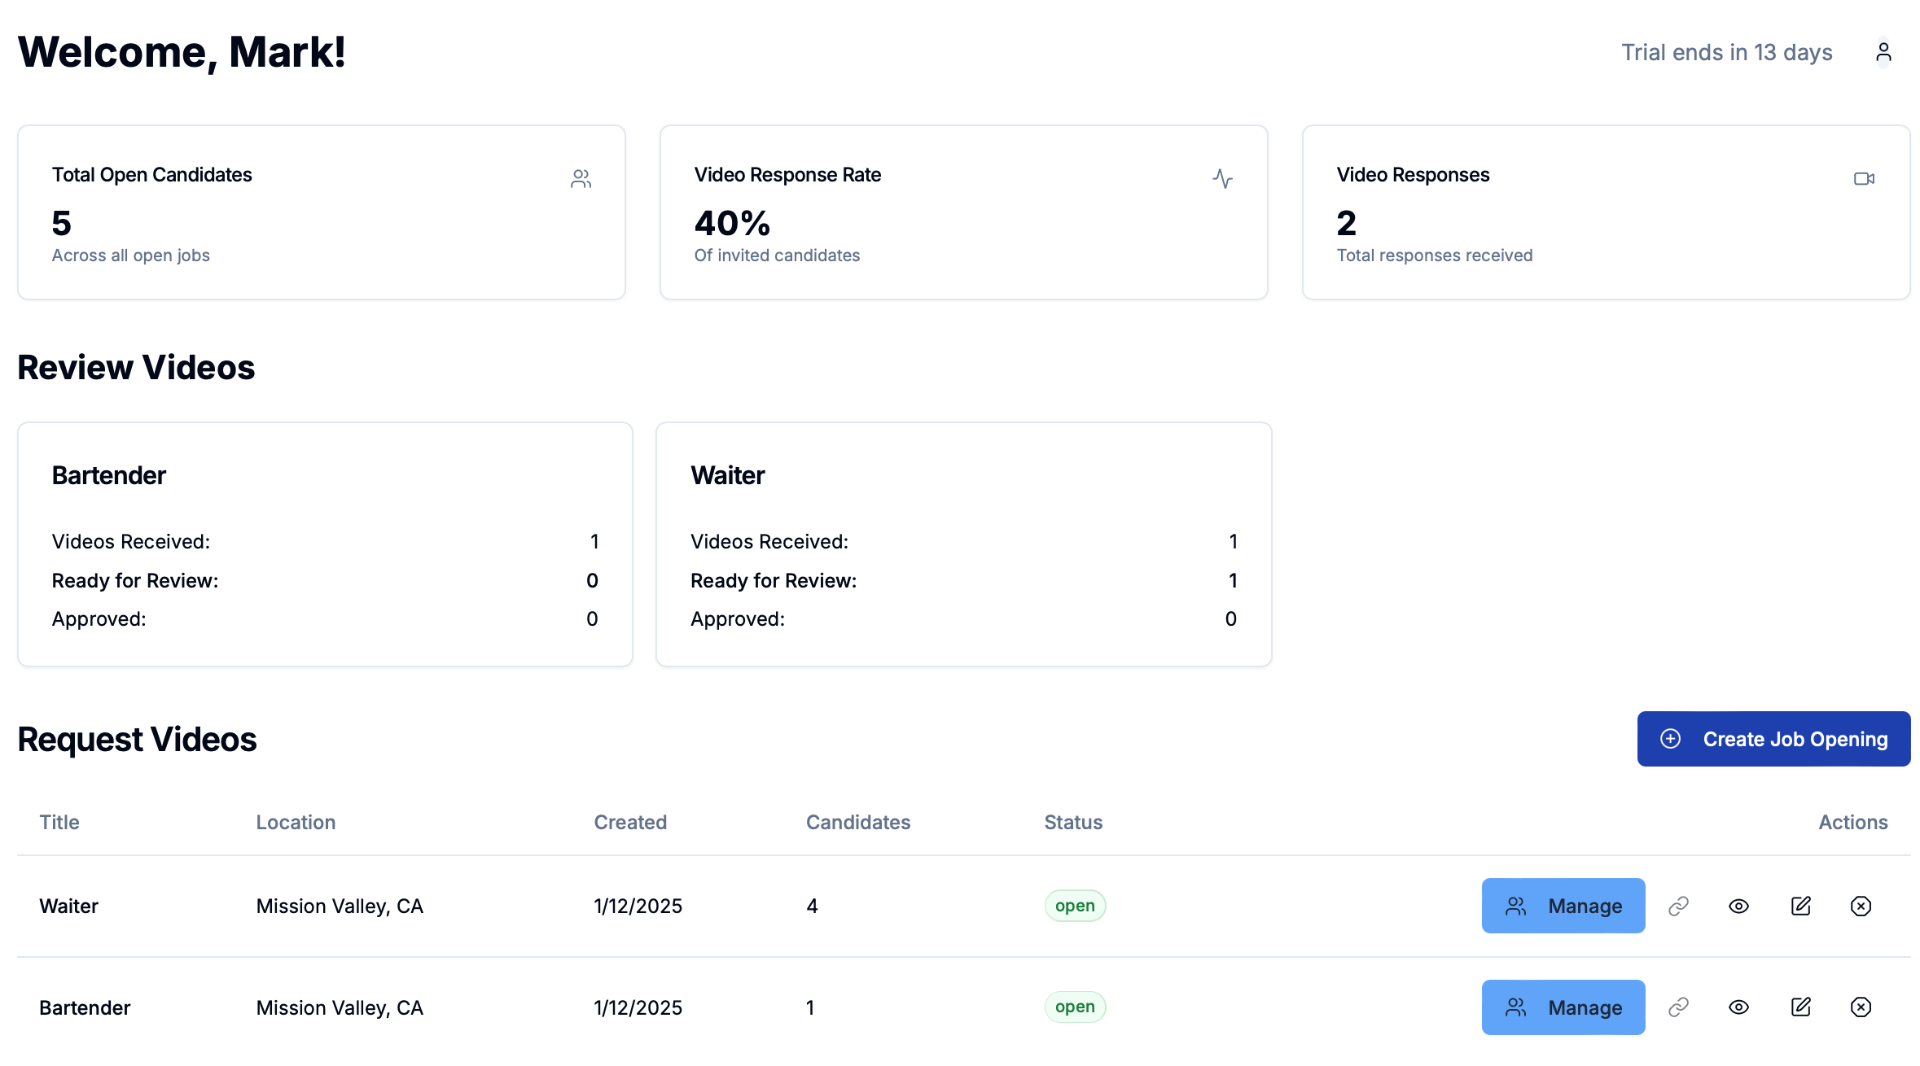 Welcome, Mark!
Trial ends in 13 days
Total Open Candidates
5
Across all open jobs
Video Response Rate
40%
Of invited candidates
Video Responses
2
Total responses received
Review Videos
Bartender
Videos Received: 1
Ready for Review: 0
Approved: 0
Waiter
Videos Received: 1
Ready for Review: 1
Approved: 0
Request Videos
Create Job Opening
Title Location Created Candidates Status Actions
Waiter Mission Valley, CA 1/12/2025 4 open Manage
Bartender Mission Valley, CA 1/12/2025 1 open Manage